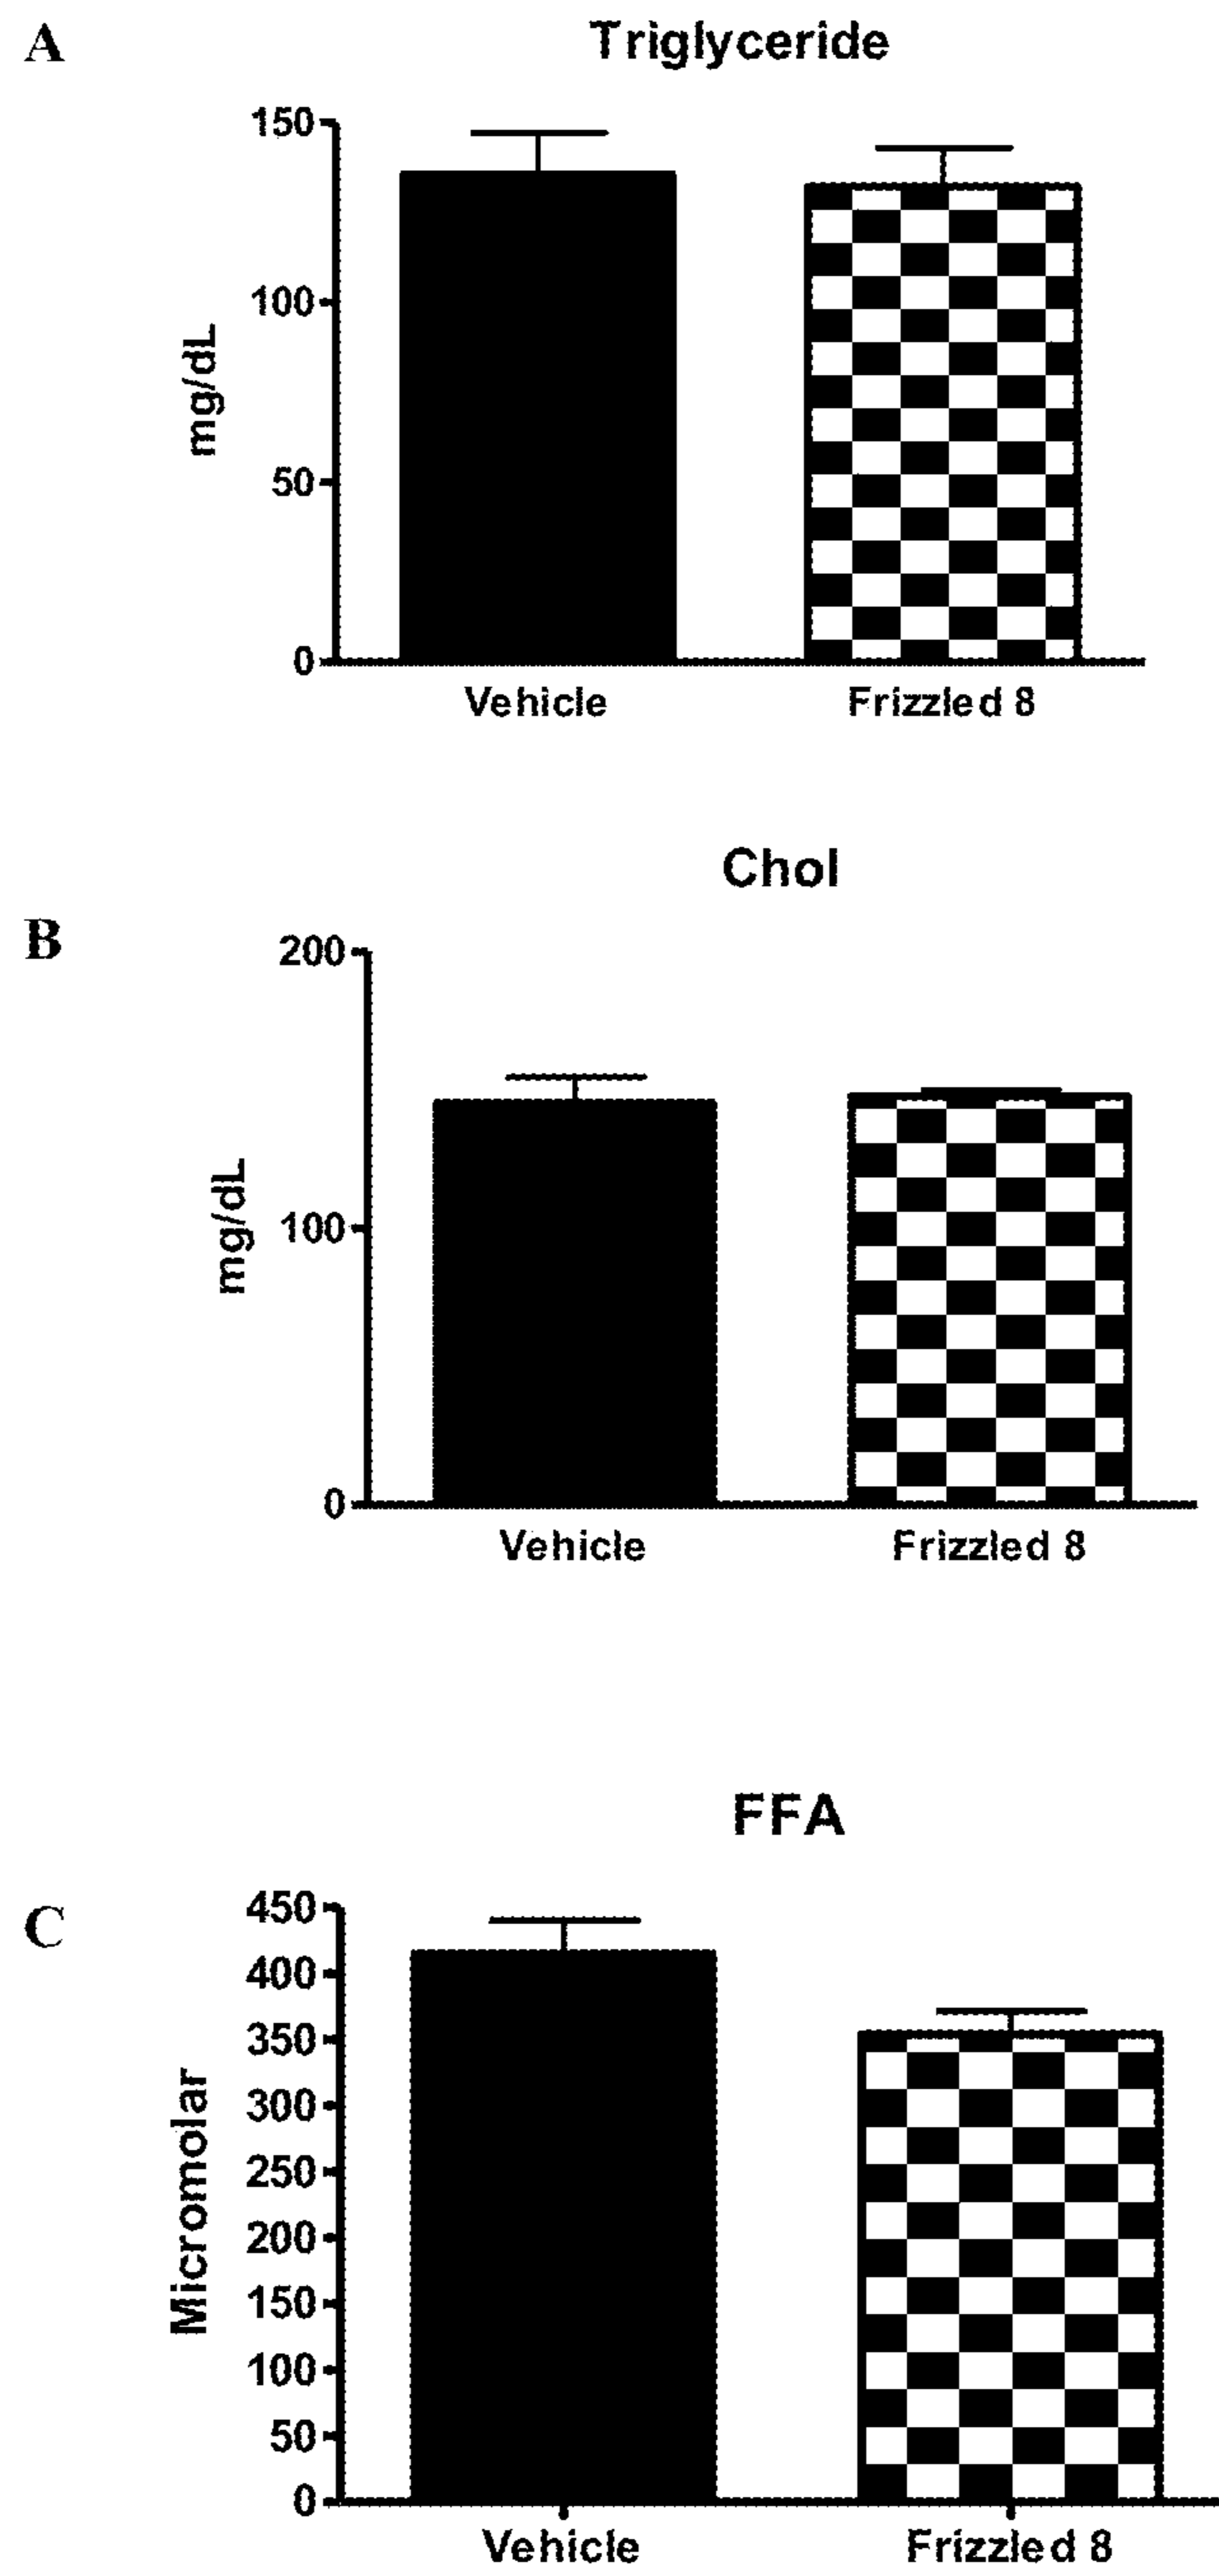 A
Triglyceride
150
100
50
0
mg/dL
Vehicle Frizzled 8
Chol
B
200
100
0
mg/dL
Vehicle Frizzled 8
FFA
C
450
400
350
300
250
200
150
100
50
0
Micromolar
Vehicle Frizzled 8